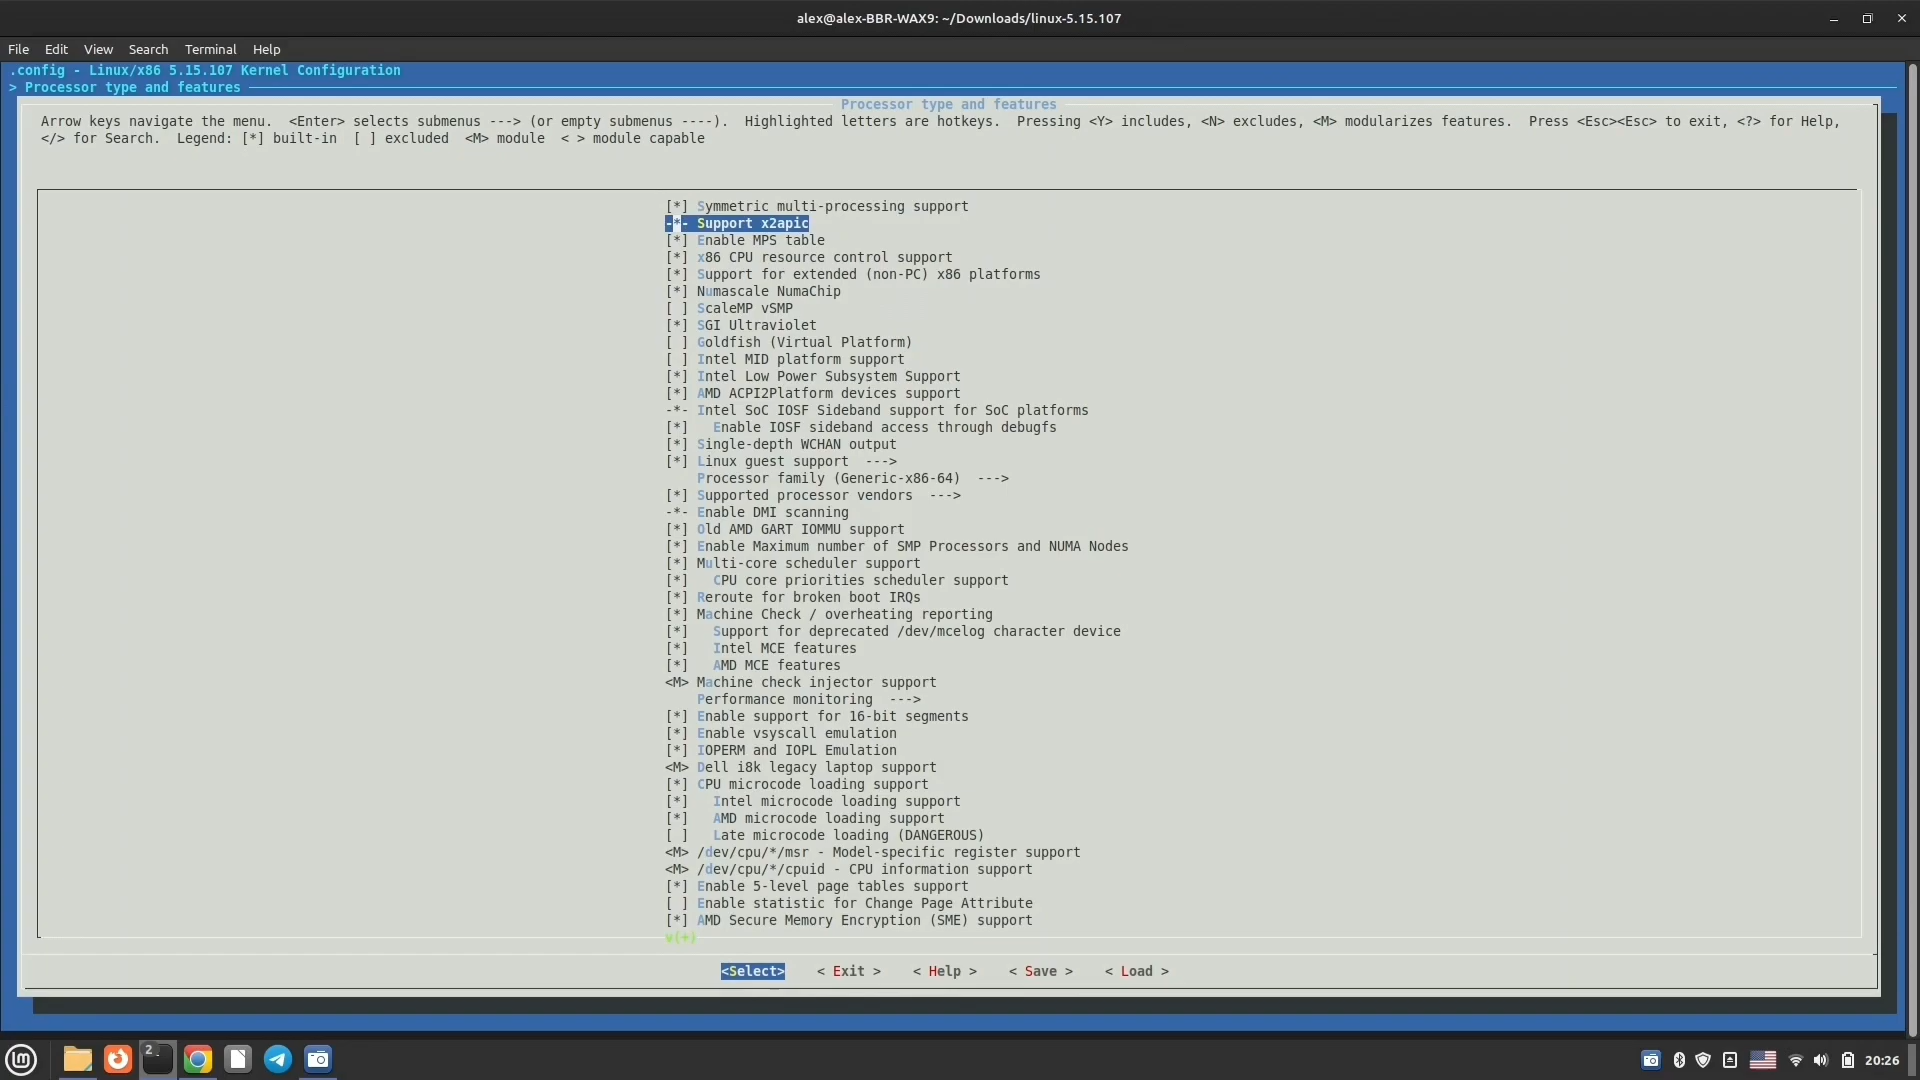 alex@alex-BBR-WAX9: ~/Downloads/linux-5.15.107
File Edit View Search Terminal Help
.config - Linux/x86 5.15.107 Kernel Configuration
> Processor type and features
Processor type and features
Arrow keys navigate the menu.  <Enter> selects submenus ---> (or empty submenus ----).  Highlighted letters are hotkeys.  Pressing <Y> includes, <N> excludes, <M> modularizes features.  Press <Esc><Esc> to exit, <?> for Help,
</> for Search.  Legend: [*] built-in  [ ] excluded  <M> module  < > module capable
[*] Symmetric multi-processing support
-*- Support x2apic
[*] Enable MPS table
[*] x86 CPU resource control support
[*] Support for extended (non-PC) x86 platforms
[*] Numascale NumaChip
[ ] ScaleMP vSMP
[*] SGI Ultraviolet
[ ] Goldfish (Virtual Platform)
[ ] Intel MID platform support
[*] Intel Low Power Subsystem Support
[*] AMD ACPI2Platform devices support
-*- Intel SoC IOSF Sideband support for SoC platforms
[*]   Enable IOSF sideband access through debugfs
[*] Single-depth WCHAN output
[*] Linux guest support  --->
Processor family (Generic-x86-64)  --->
[*] Supported processor vendors  --->
-*- Enable DMI scanning
[*] Old AMD GART IOMMU support
[*] Enable Maximum number of SMP Processors and NUMA Nodes
[*] Multi-core scheduler support
[*]   CPU core priorities scheduler support
[*] Reroute for broken boot IRQs
[*] Machine Check / overheating reporting
[*]   Support for deprecated /dev/mcelog character device
[*]   Intel MCE features
[*]   AMD MCE features
<M> Machine check injector support
Performance monitoring  --->
[*] Enable support for 16-bit segments
[*] Enable vsyscall emulation
[*] IOPERM and IOPL Emulation
<M> Dell i8k legacy laptop support
[*] CPU microcode loading support
[*]   Intel microcode loading support
[*]   AMD microcode loading support
[ ]   Late microcode loading (DANGEROUS)
<M> /dev/cpu/*/msr - Model-specific register support
<M> /dev/cpu/*/cpuid - CPU information support
[*] Enable 5-level page tables support
[ ] Enable statistic for Change Page Attribute
[*] AMD Secure Memory Encryption (SME) support
v(+)
<Select>    < Exit >    < Help >    < Save >    < Load >
2
20:26